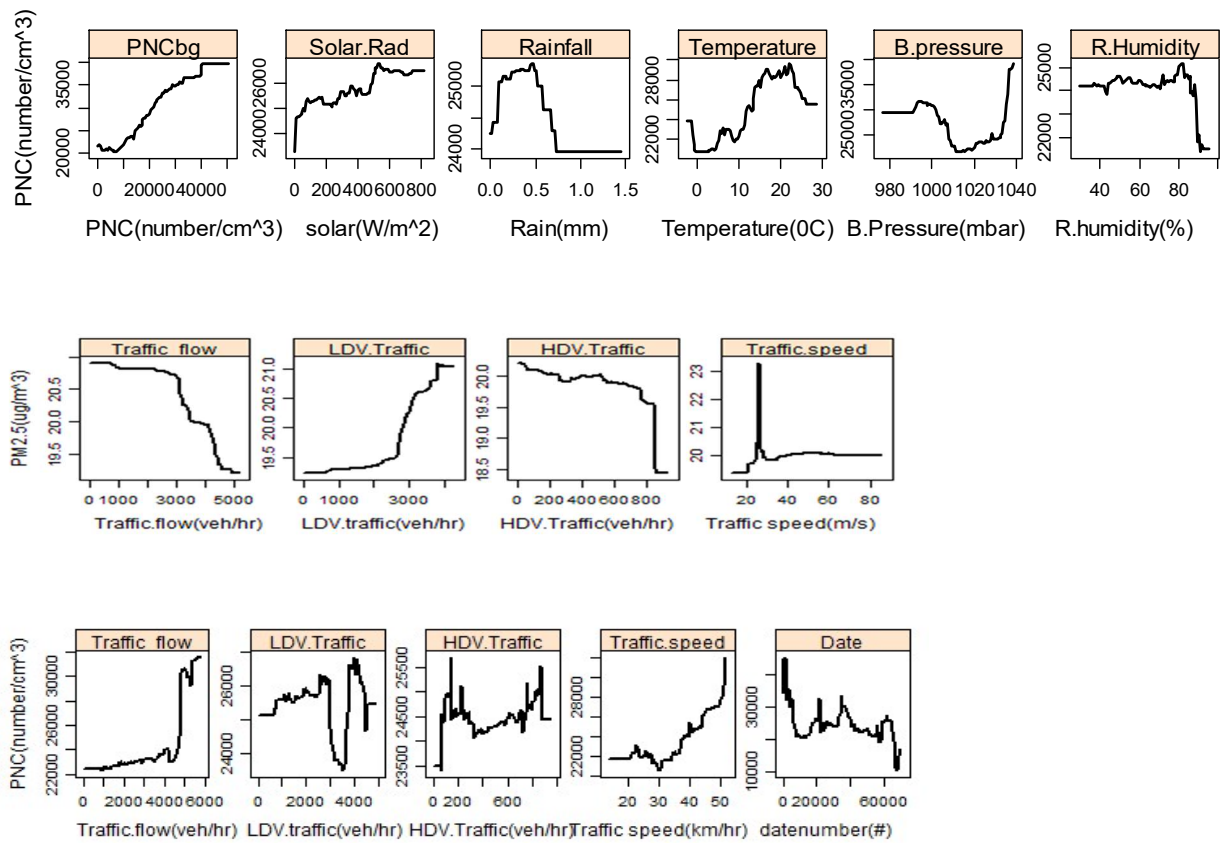 PNC(number/cm^3)
PNCbg Solar.Rad Rainfall Temperature B.pressure R.Humidity
20000 35000
24000 26000
24000 25000
22000 28000
25000 35000
22000 25000
0 20000 40000
0 200 400 600 800
0.0 0.5 1.0 1.5
0 10 20 30
980 1000 1020 1040
40 60 80
PNC(number/cm^3) solar(W/m^2) Rain(mm) Temperature(0C) B.Pressure(mbar) R.humidity(%)
PM2.5(ug/m^3)
Traffic flow LDV.Traffic HDV.Traffic Traffic.speed
19.5 20.0 20.5
19.5 20.0 20.5 21.0
18.5 19.0 19.5 20.0
20 21 22 23
0 1000 3000 5000
0 1000 3000
0 200 400 600 800
20 40 60 80
Traffic.flow(veh/hr) LDV.traffic(veh/hr) HDV.Traffic(veh/hr) Traffic speed(m/s)
PNC(number/cm^3)
Traffic flow LDV.Traffic HDV.Traffic Traffic.speed Date
22000 26000 30000
24000 26000
23500 24500 25500
22000 28000
10000 30000
0 2000 4000 6000
0 2000 4000
0 200 600
20 30 40 50
0 20000 60000
Traffic.flow(veh/hr) LDV.traffic(veh/hr) HDV.Traffic(veh/hr) Traffic speed(km/hr) datenumber(#)